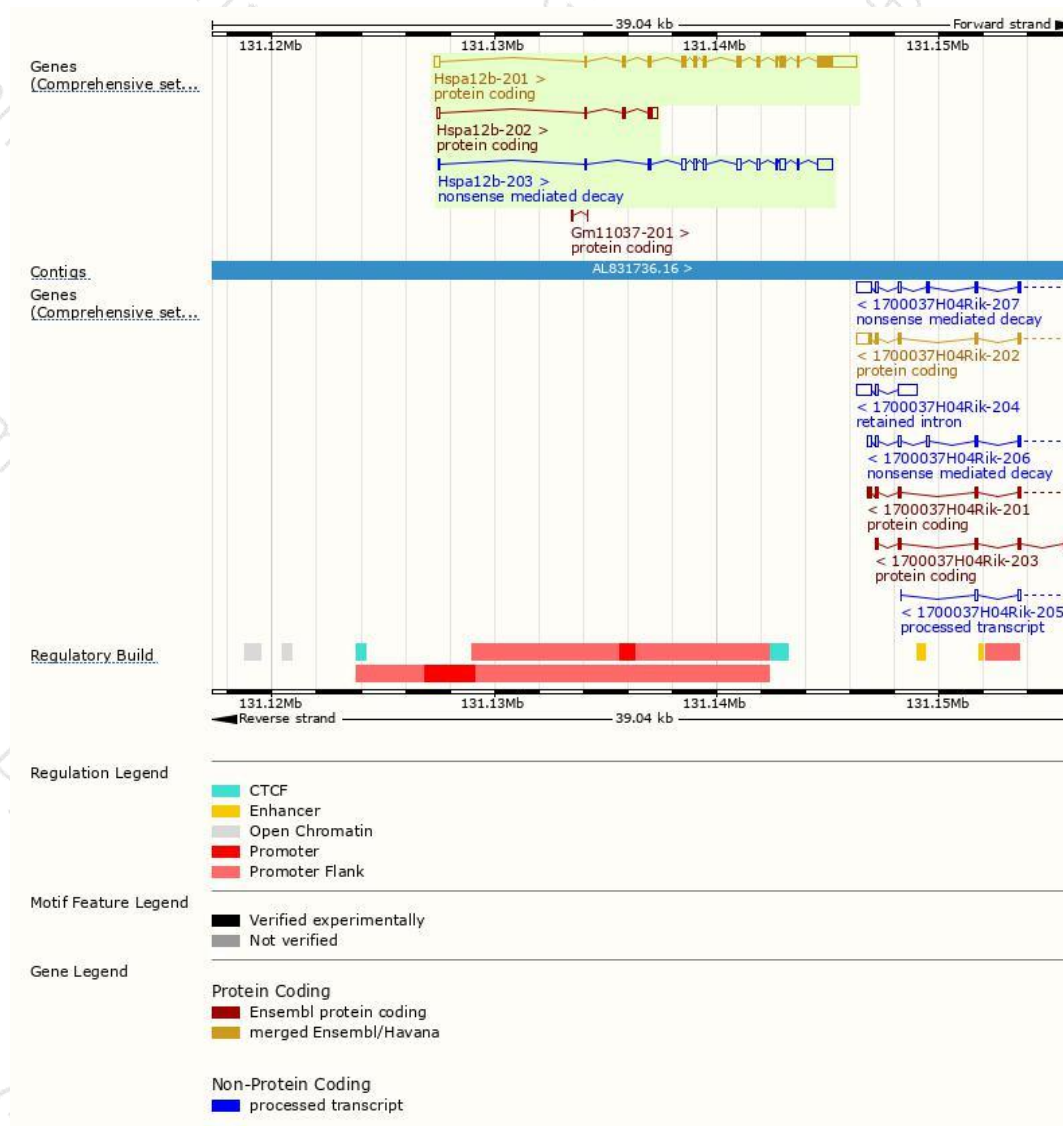 39.04 kb Forward strand
131.12Mb 131.13Mb 131.14Mb 131.15Mb
Genes
(Comprehensive set...
Hspa12b-201 >
protein coding
Hspa12b-202 >
protein coding
Hspa12b-203 >
nonsense mediated decay
Gm11037-201 >
protein coding
Contigs
AL831736.16 >
Genes
(Comprehensive set...
< 1700037H04Rik-207
nonsense mediated decay
< 1700037H04Rik-202
protein coding
< 1700037H04Rik-204
retained intron
< 1700037H04Rik-206
nonsense mediated decay
< 1700037H04Rik-201
protein coding
< 1700037H04Rik-203
protein coding
< 1700037H04Rik-205
processed transcript
Regulatory Build
131.12Mb 131.13Mb 131.14Mb 131.15Mb
Reverse strand 39.04 kb
Regulation Legend
CTCF
Enhancer
Open Chromatin
Promoter
Promoter Flank
Motif Feature Legend
Verified experimentally
Not verified
Gene Legend
Protein Coding
Ensembl protein coding
merged Ensembl/Havana
Non-Protein Coding
processed transcript